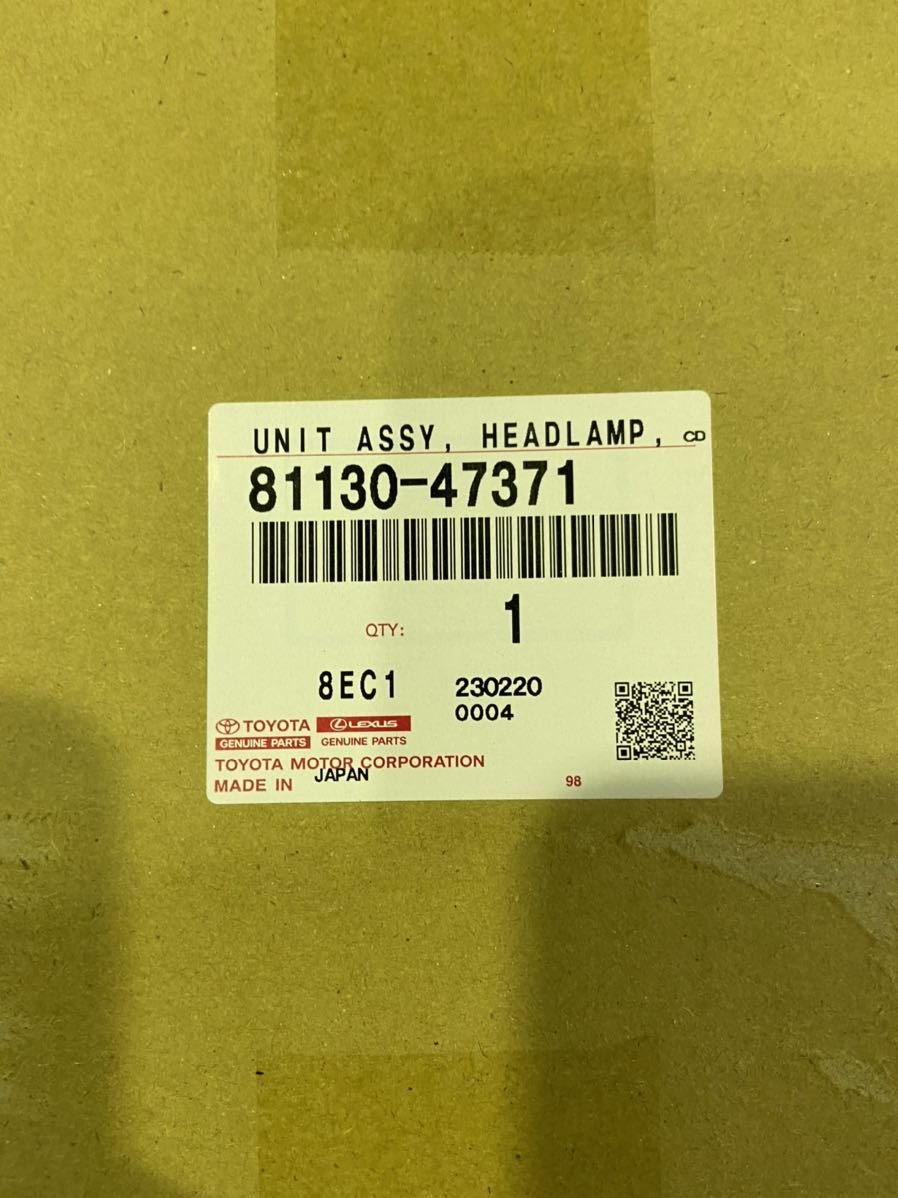 UNIT ASSY, HEADLAMP, CD
81130-47371
QTY: 1
8EC1 230220
0004
TOYOTA LEXUS
GENUINE PARTS GENUINE PARTS
TOYOTA MOTOR CORPORATION
MADE IN JAPAN 98